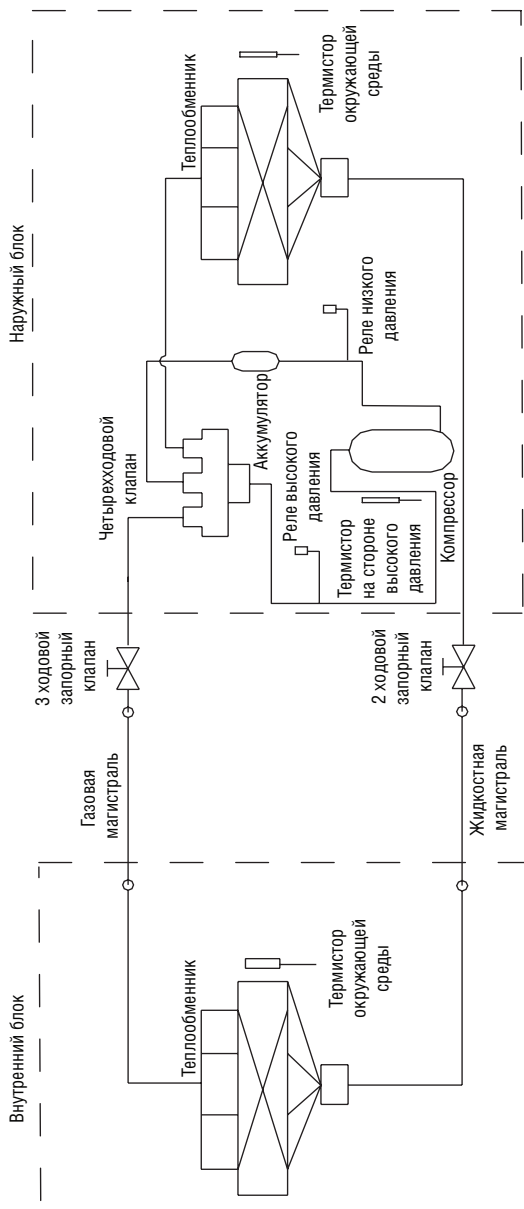 Внутренний блок
Теплообменник
Термистор
окружающей
среды
Газовая
магистраль
Жидкостная
магистраль
3 ходовой
запорный
клапан
2 ходовой
запорный
клапан
Наружный блок
Четырехходовой
клапан
Аккумулятор
Реле высокого
давления
Термистор
на стороне
высокого
давления
Компрессор
Реле низкого
давления
Теплообменник
Термистор
окружающей
среды